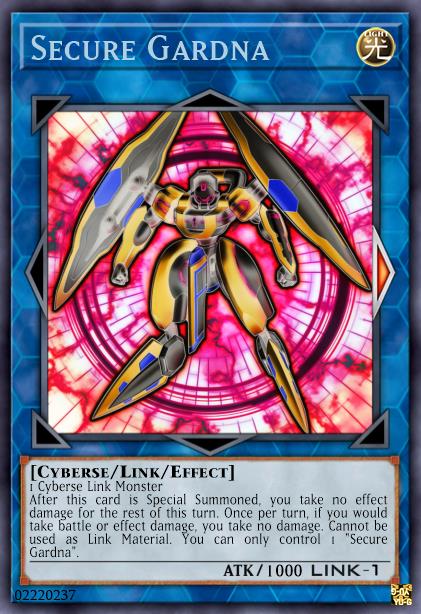 Secure Gardna
LIGHT
光
[Cyberse/Link/Effect]
1 Cyberse Link Monster
After this card is Special Summoned, you take no effect
damage for the rest of this turn. Once per turn, if you would
take battle or effect damage, you take no damage. Cannot be
used as Link Material. You can only control 1 "Secure
Gardna".
ATK/1000 LINK-1
02220237